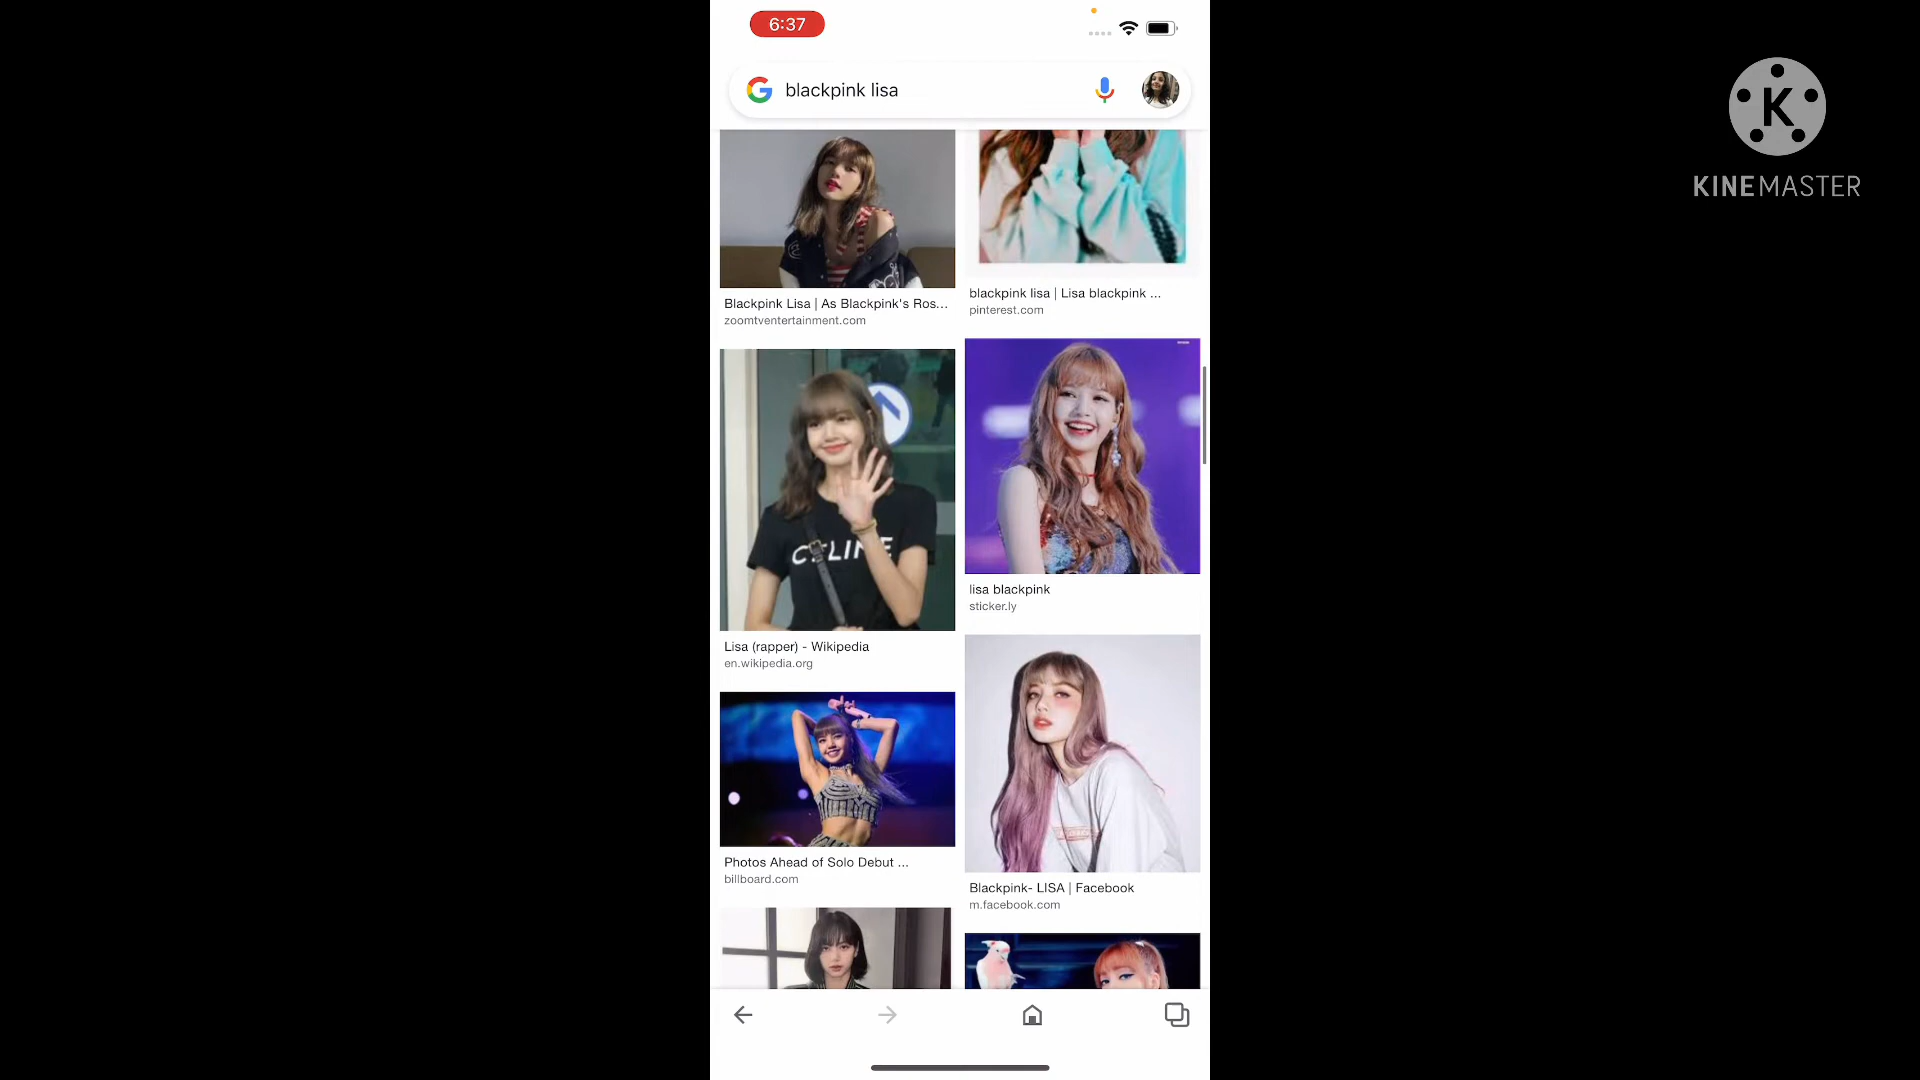 6:37
blackpink lisa
KINEMASTER
Blackpink Lisa | As Blackpink's Ros...
zoomtventertainment.com
blackpink lisa | Lisa blackpink ...
pinterest.com
CELINE
Lisa (rapper) - Wikipedia
en.wikipedia.org
lisa blackpink
sticker.ly
Photos Ahead of Solo Debut ...
billboard.com
Blackpink- LISA | Facebook
m.facebook.com